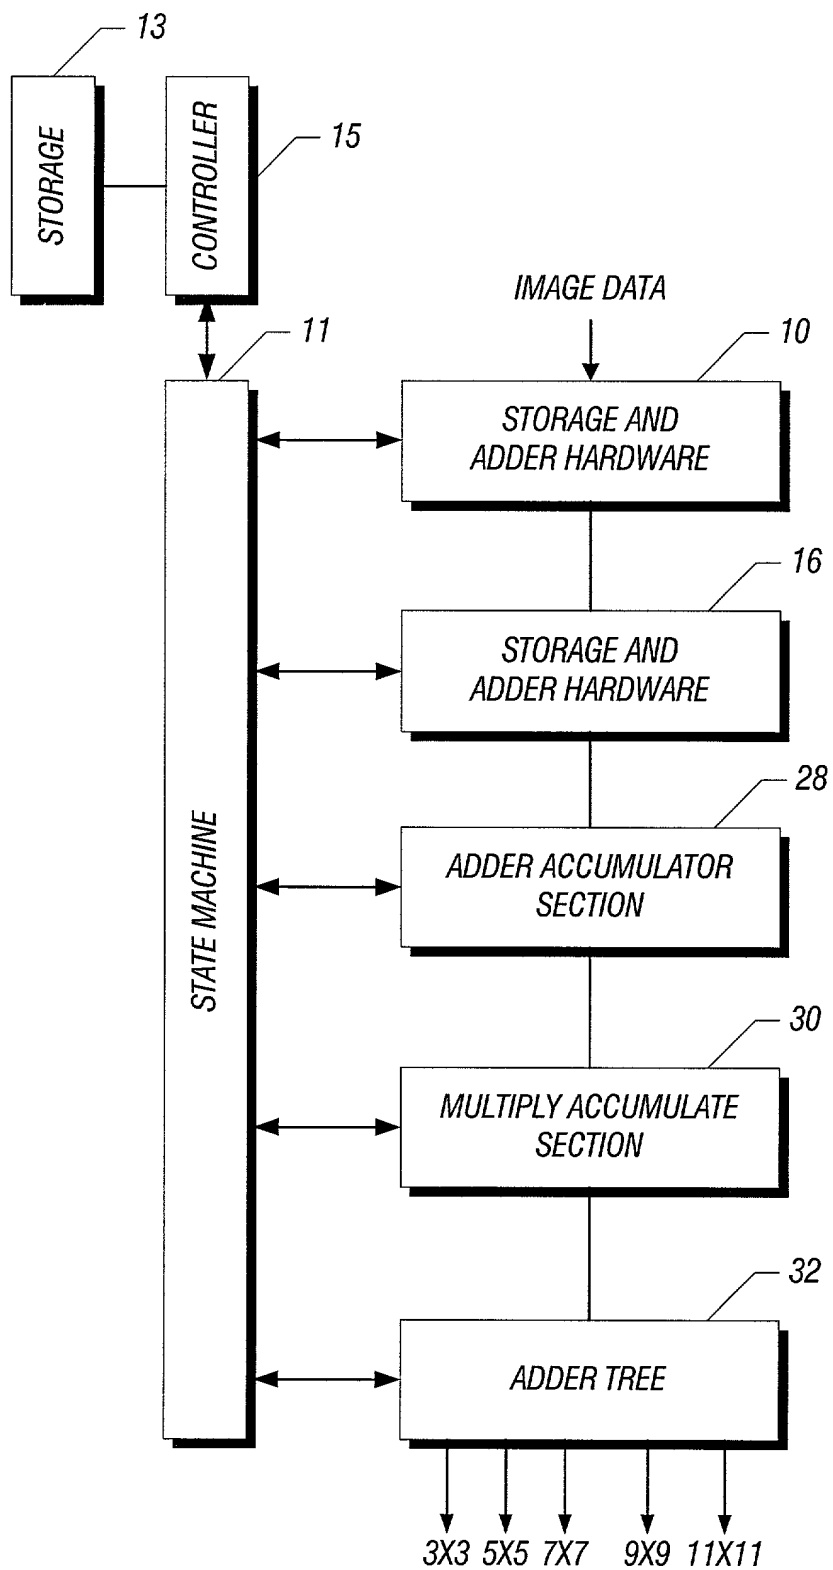 13
STORAGE
CONTROLLER
15
IMAGE DATA
11
10
STORAGE AND
ADDER HARDWARE
16
STORAGE AND
ADDER HARDWARE
STATE MACHINE
28
ADDER ACCUMULATOR
SECTION
30
MULTIPLY ACCUMULATE
SECTION
32
ADDER TREE
3X3 5X5 7X7 9X9 11X11